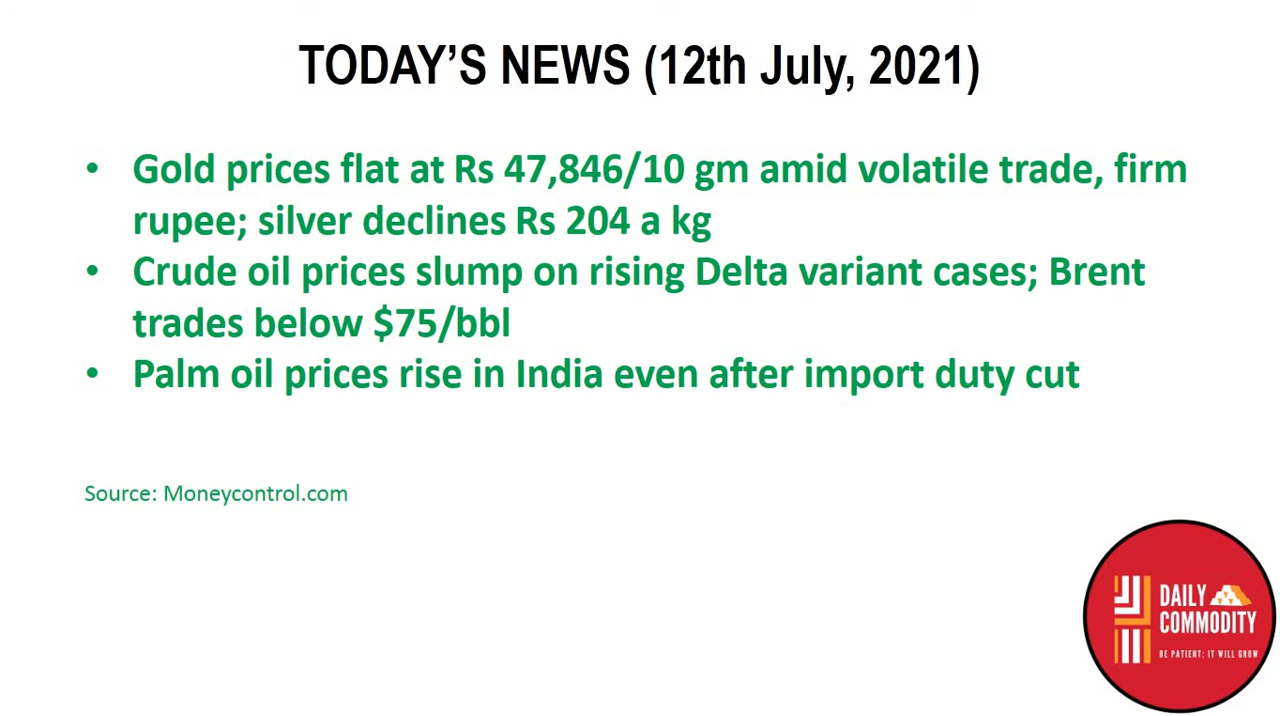 TODAY’S NEWS (12th July, 2021)
• Gold prices flat at Rs 47,846/10 gm amid volatile trade, firm
rupee; silver declines Rs 204 a kg
• Crude oil prices slump on rising Delta variant cases; Brent
trades below $75/bbl
• Palm oil prices rise in India even after import duty cut
Source: Moneycontrol.com
DAILY
COMMODITY
BE PATIENT: IT WILL GROW